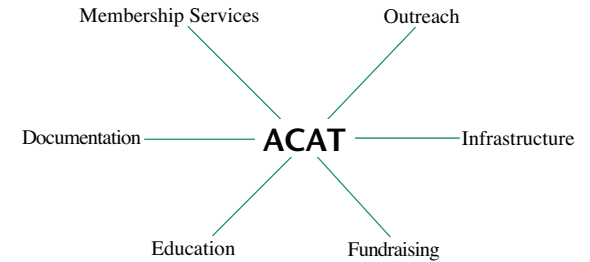 Membership Services
Outreach
Documentation
ACAT
Infrastructure
Education
Fundraising